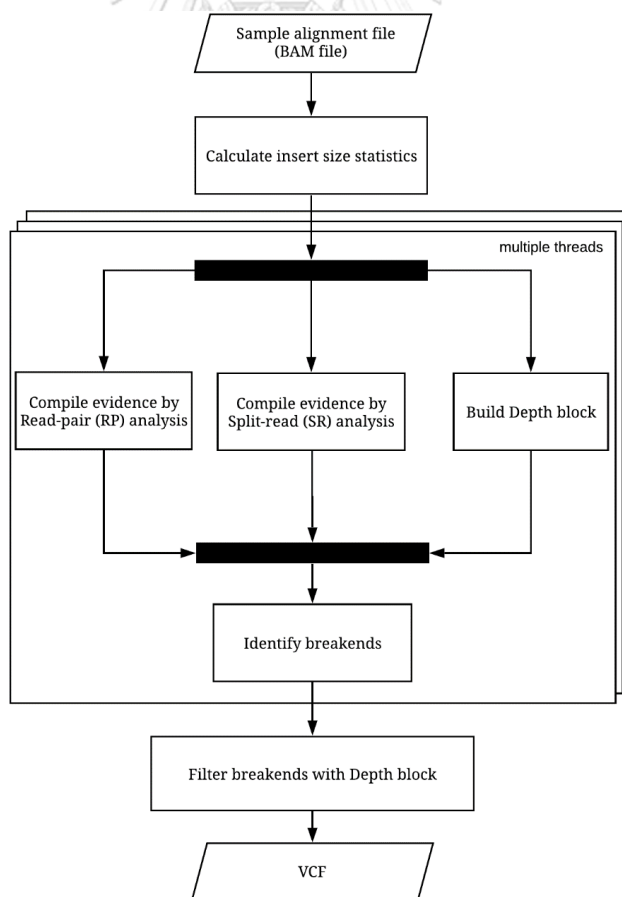 Sample alignment file
(BAM file)
Calculate insert size statistics
multiple threads
Compile evidence by
Read-pair (RP) analysis
Compile evidence by
Split-read (SR) analysis
Build Depth block
Identify breakends
Filter breakends with Depth block
VCF